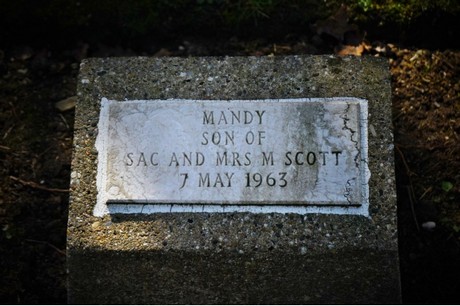 MANDY
SON OF
SAC AND MRS M SCOTT
7 MAY 1963